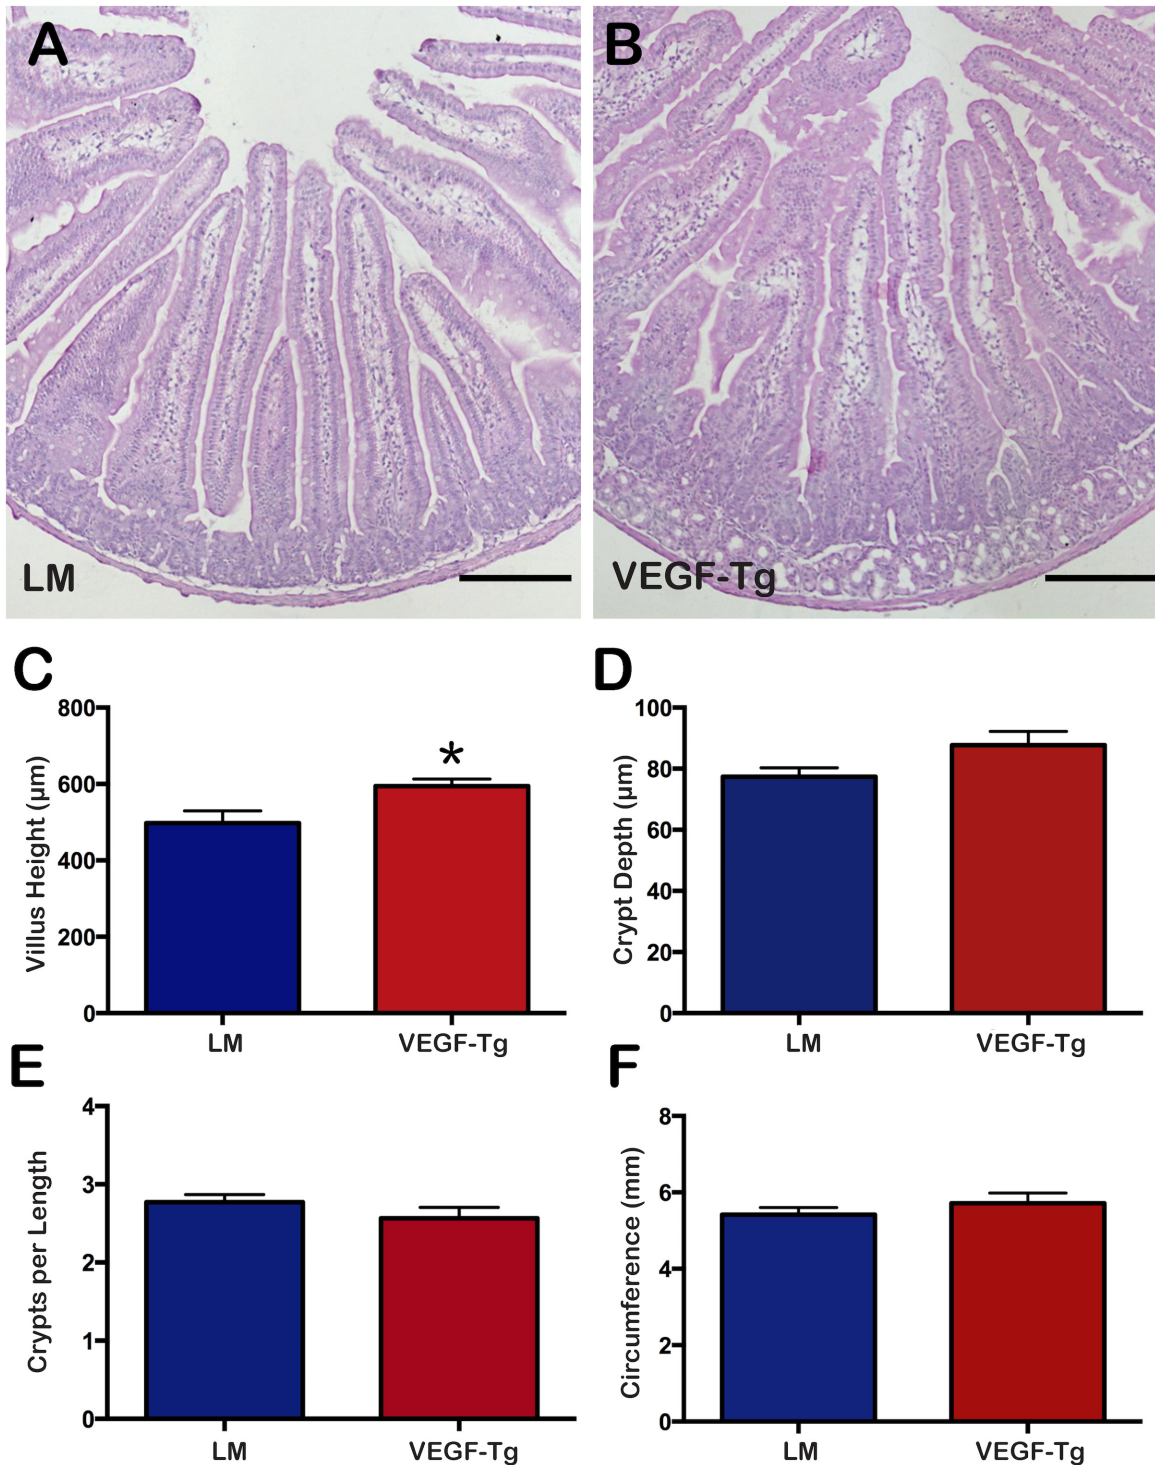 A
B
LM
VEGF-Tg
C
D
Villus Height (μm)
800
600
400
200
0
*
LM
VEGF-Tg
Crypt Depth (μm)
100
80
60
40
20
0
LM
VEGF-Tg
E
F
Crypts per Length
4
3
2
1
0
LM
VEGF-Tg
Circumference (mm)
8
6
4
2
0
LM
VEGF-Tg